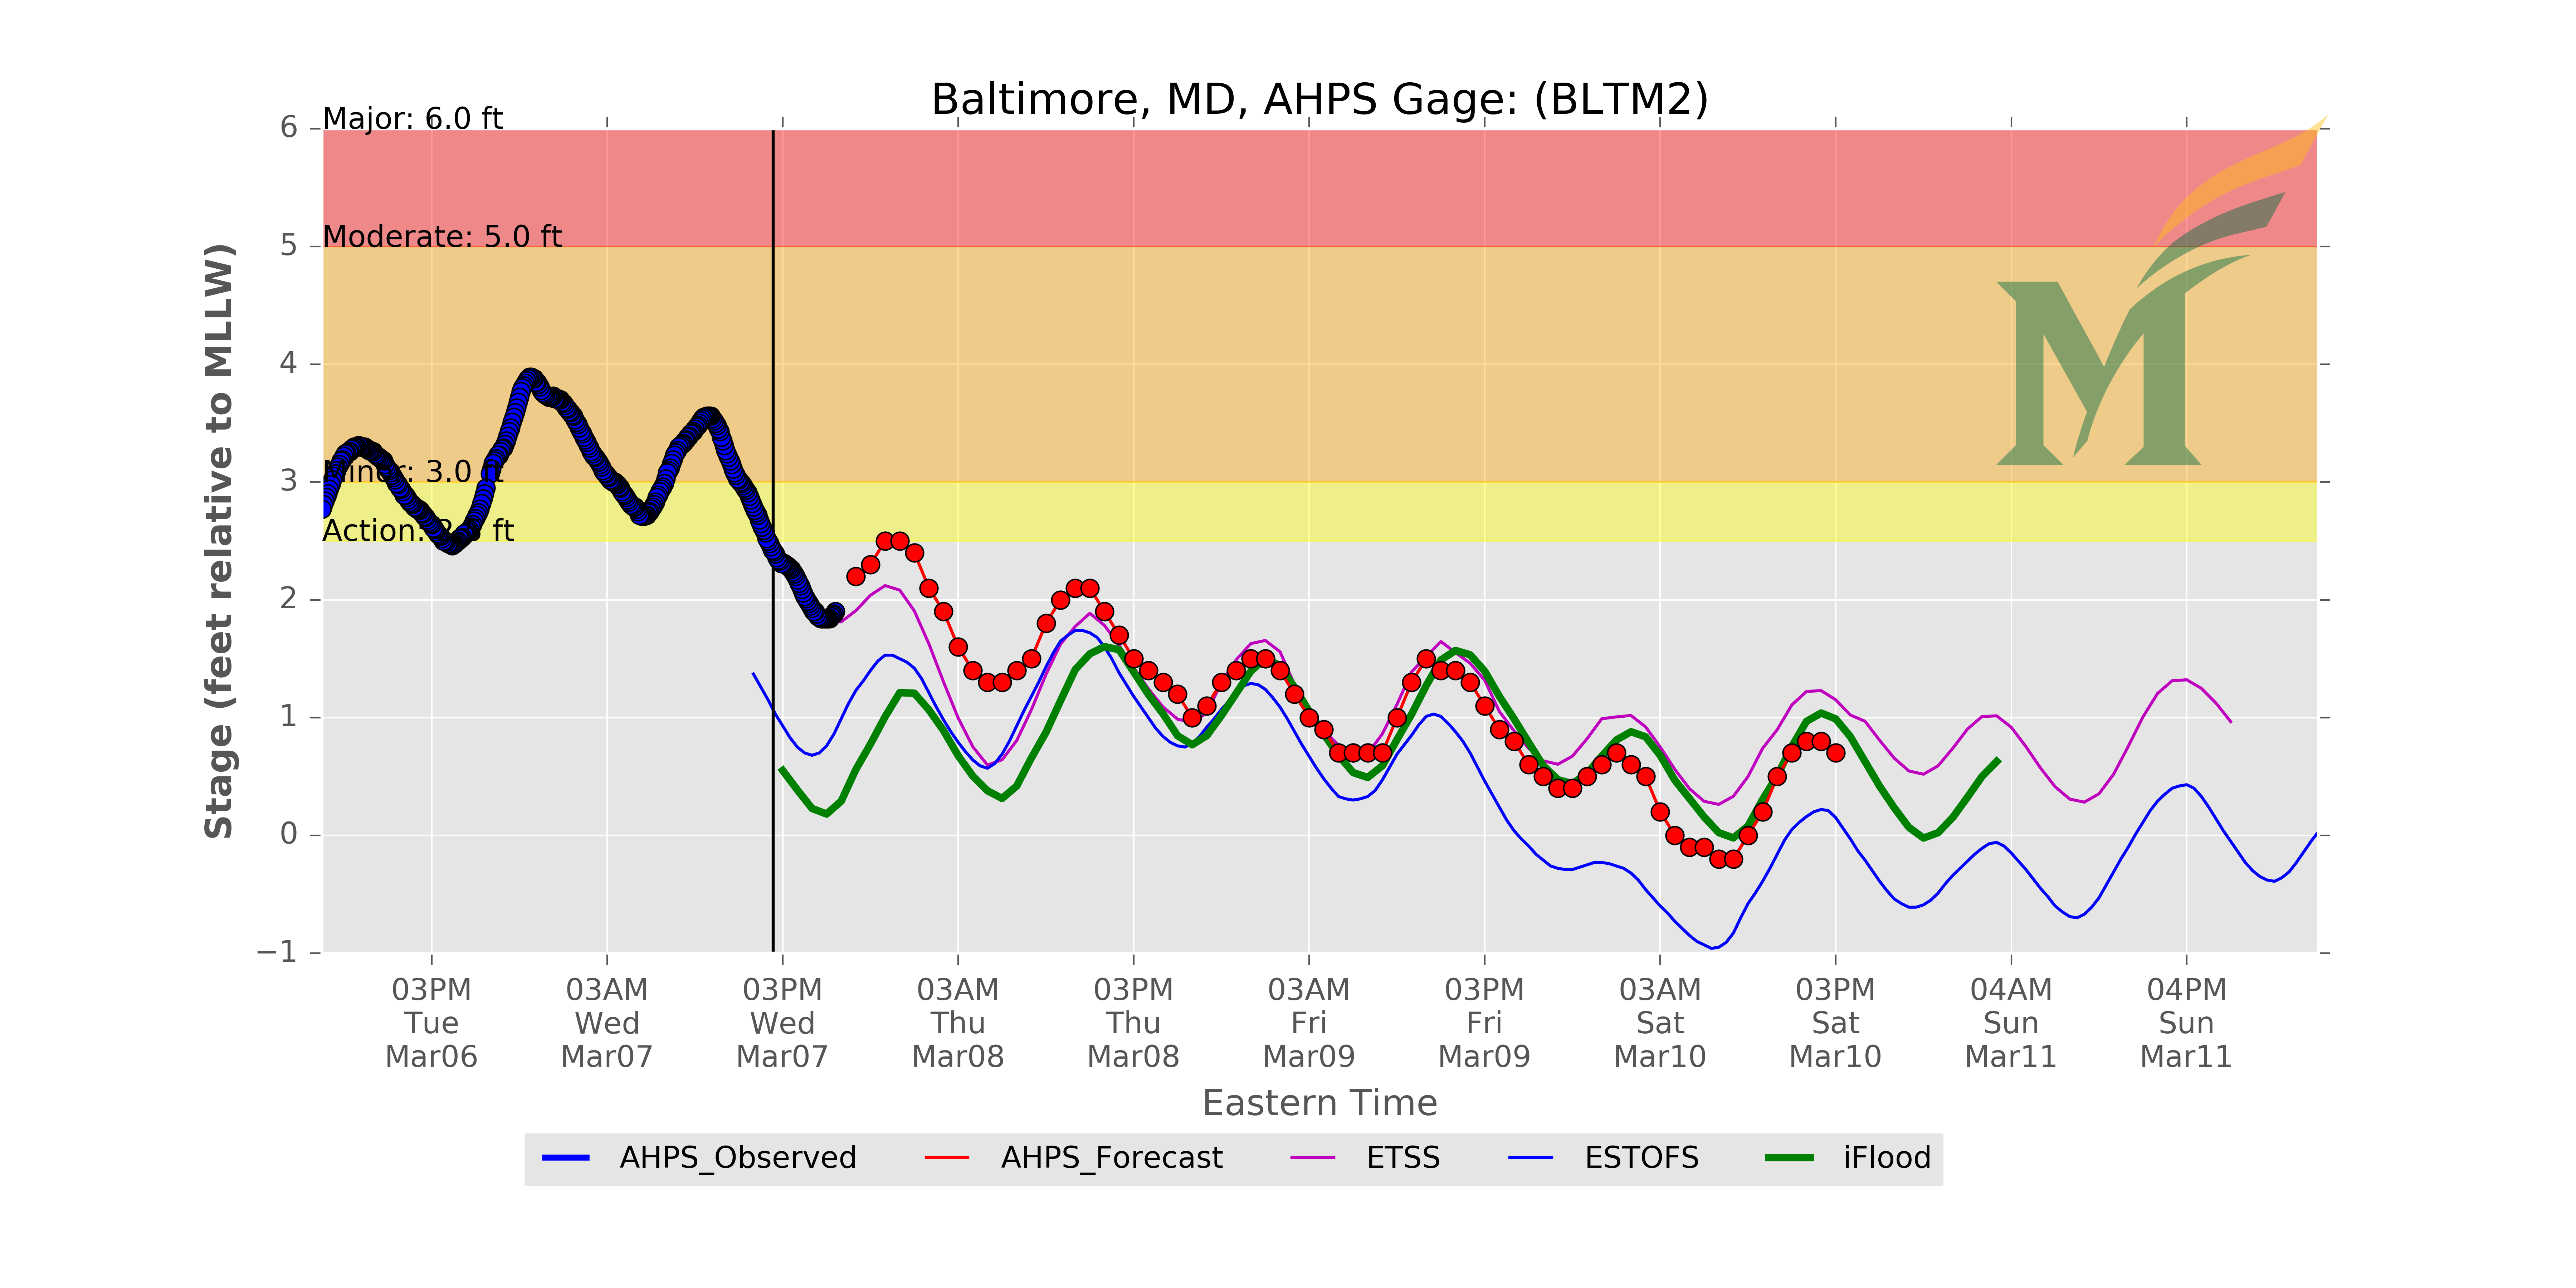 Baltimore, MD, AHPS Gage: (BLTM2)
Major: 6.0 ft
Moderate: 5.0 ft
Minor: 3.0 ft
Action: ft
6
5
4
3
2
1
0
−1
Stage (feet relative to MLLW)
03PM 03AM 03PM 03AM 03PM 03AM 03PM 03AM 03PM 04AM 04PM
Tue Wed Wed Thu Thu Fri Fri Sat Sat Sun Sun
Mar06 Mar07 Mar07 Mar08 Mar08 Mar09 Mar09 Mar10 Mar10 Mar11 Mar11
Eastern Time
AHPS_Observed AHPS_Forecast ETSS ESTOFS iFlood
M